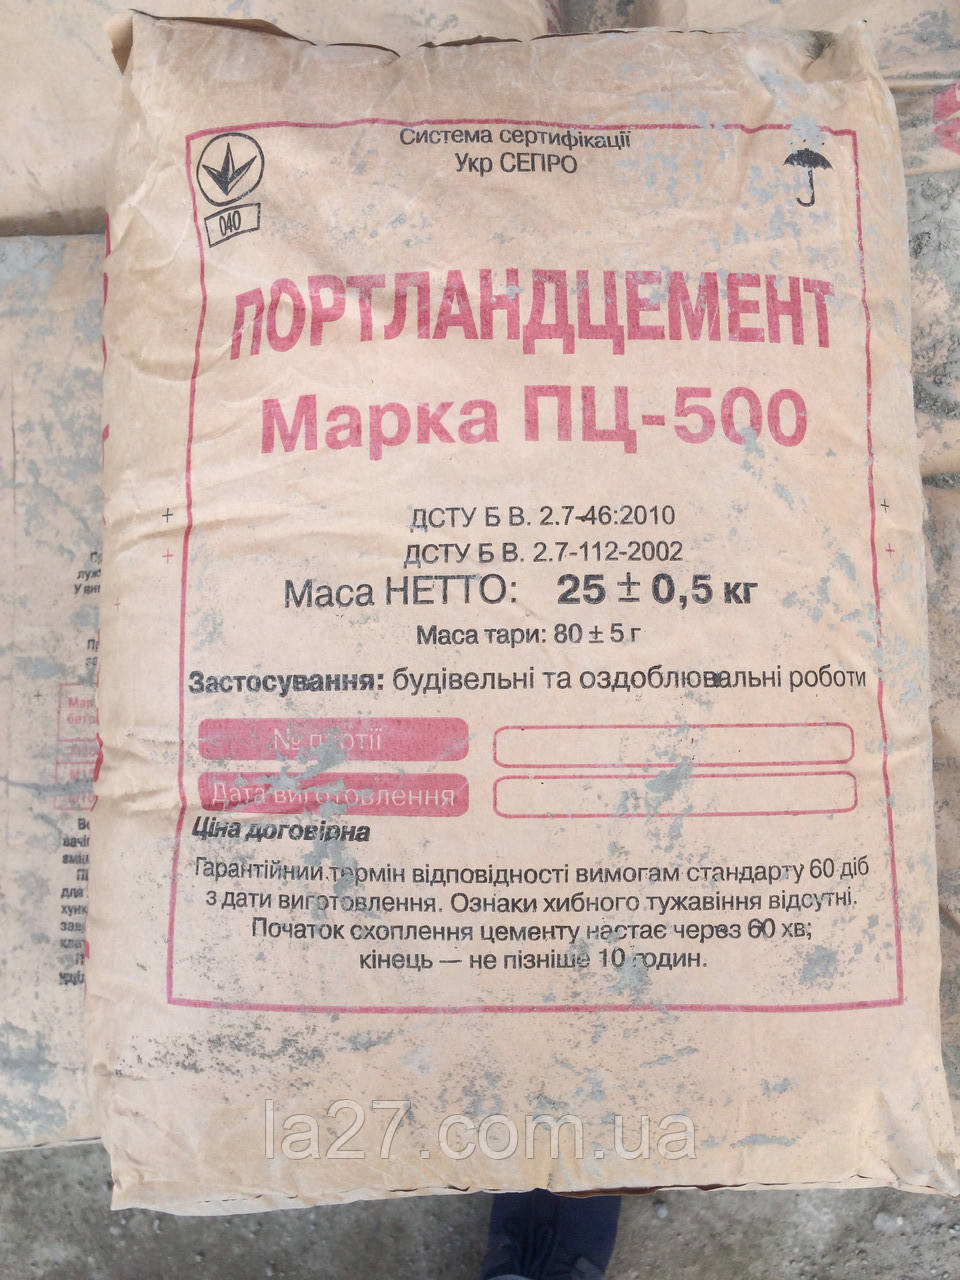 Система сертифікації
Укр СЕПРО
040
ПОРТЛАНДЦЕМЕНТ
Марка ПЦ-500
ДСТУ Б В. 2.7-46:2010
ДСТУ Б В. 2.7-112-2002
Маса НЕТТО: 25 ± 0,5 кг
Маса тари: 80 ± 5 г
Застосування: будівельні та оздоблювальні роботи
№ партії
Дата виготовлення
Ціна договірна
Гарантійний термін відповідності вимогам стандарту 60 діб
з дати виготовлення. Ознаки хибного тужавіння відсутні.
Початок схоплення цементу настає через 60 хв;
кінець — не пізніше 10 годин.
la27.com.ua